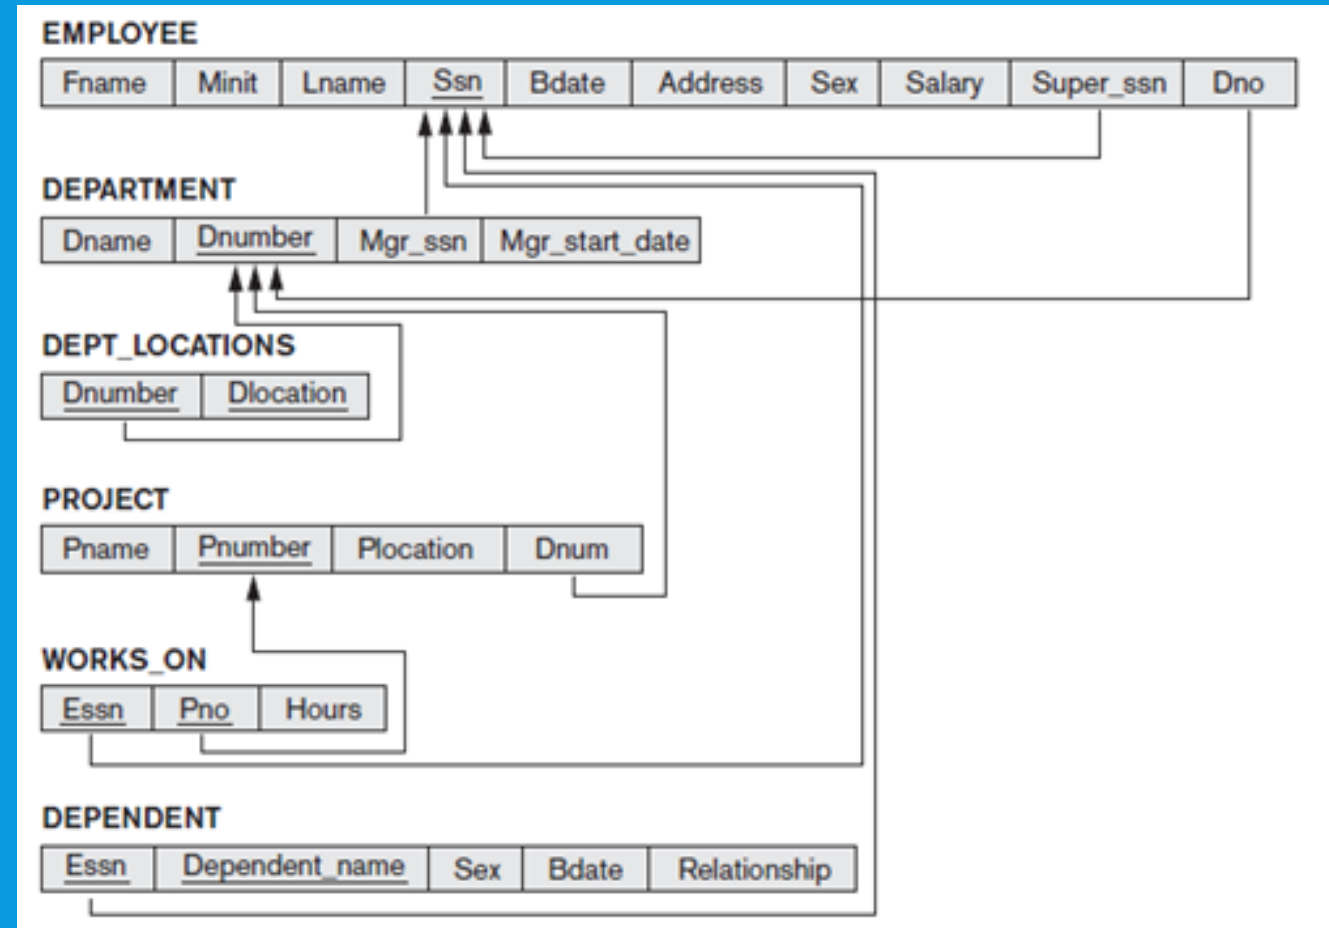 EMPLOYEE
Fname Minit Lname Ssn Bdate Address Sex Salary Super_ssn Dno
DEPARTMENT
Dname Dnumber Mgr_ssn Mgr_start_date
DEPT_LOCATIONS
Dnumber Dlocation
PROJECT
Pname Pnumber Plocation Dnum
WORKS_ON
Essn Pno Hours
DEPENDENT
Essn Dependent_name Sex Bdate Relationship